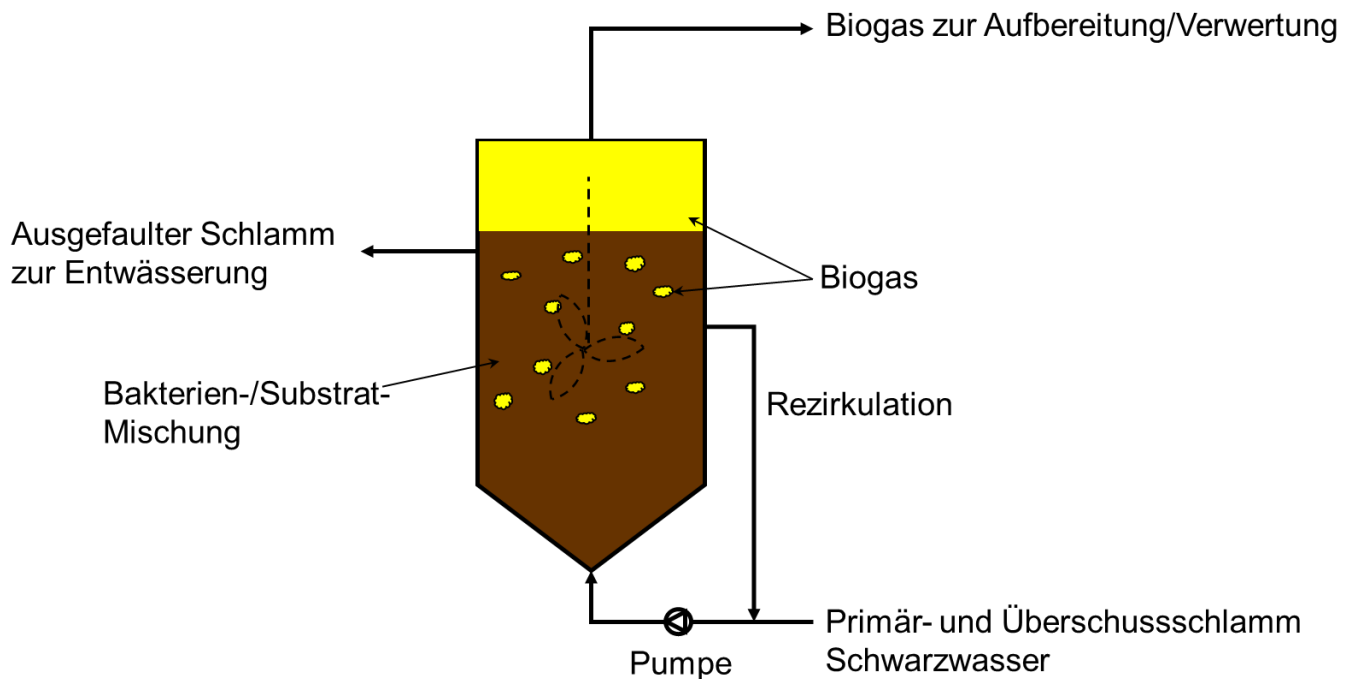 Biogas zur Aufbereitung/Verwertung
Ausgefaulter Schlamm
zur Entwässerung
Biogas
Bakterien-/Substrat-
Mischung
Rezirkulation
Primär- und Überschussschlamm
Schwarzwasser
Pumpe